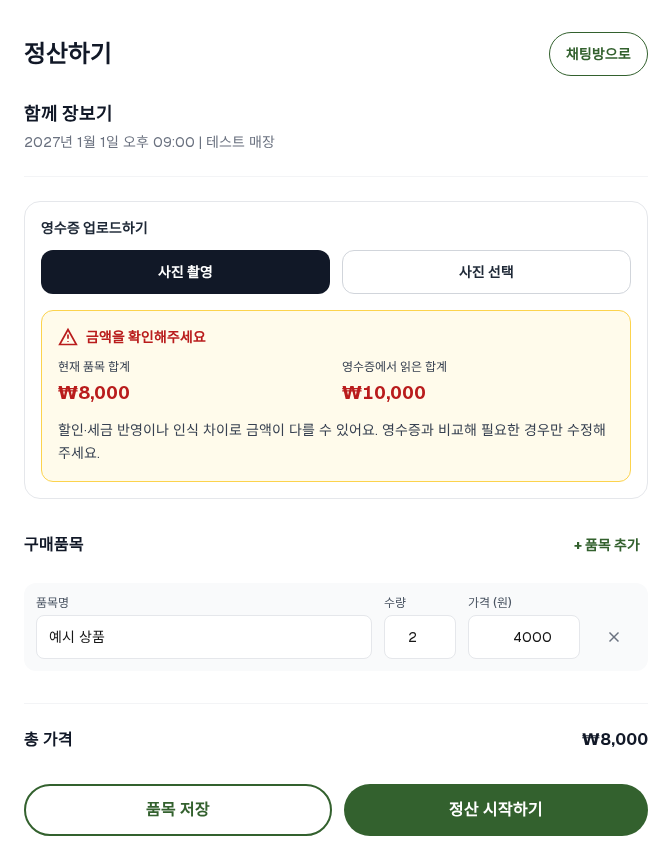 정산하기
채팅방으로
함께 장보기
2027년 1월 1일 오후 09:00 | 테스트 매장
영수증 업로드하기
사진 촬영
사진 선택
금액을 확인해주세요
현재 품목 합계
영수증에서 읽은 합계
₩8,000
₩10,000
할인·세금 반영이나 인식 차이로 금액이 다를 수 있어요. 영수증과 비교해 필요한 경우만 수정해
주세요.
구매품목
+ 품목 추가
품목명
수량
가격 (원)
예시 상품
2
4000
총 가격
₩8,000
품목 저장
정산 시작하기